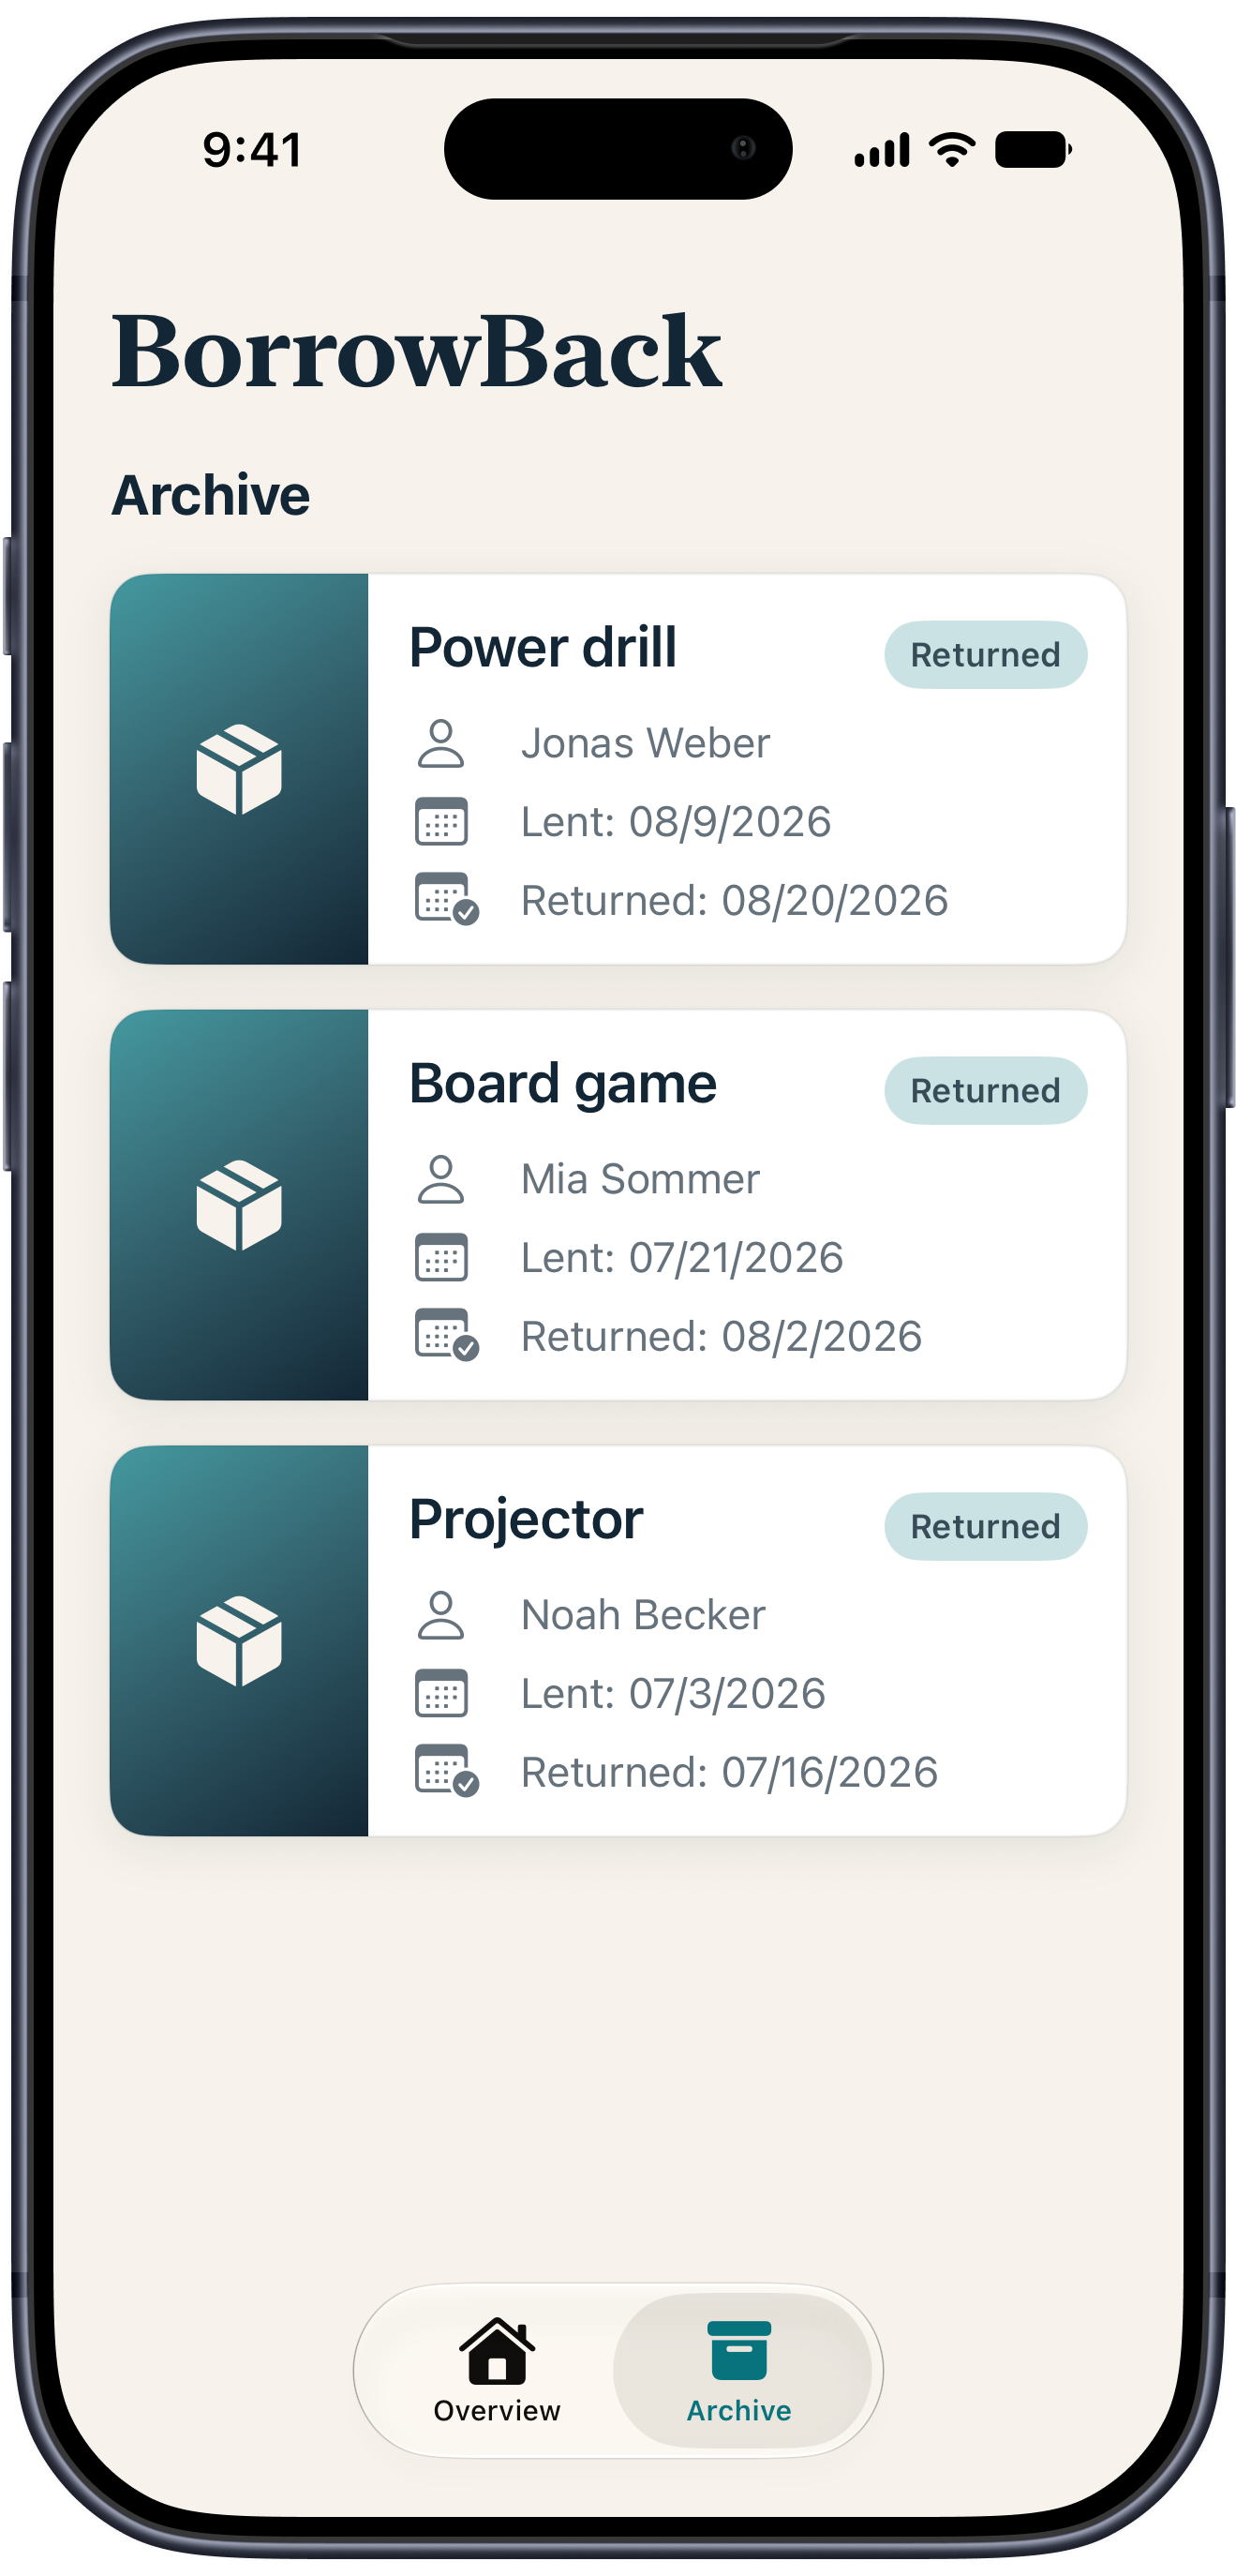 9:41
BorrowBack
Archive
Power drill
Returned
Jonas Weber
Lent: 08/9/2026
Returned: 08/20/2026
Board game
Returned
Mia Sommer
Lent: 07/21/2026
Returned: 08/2/2026
Projector
Returned
Noah Becker
Lent: 07/3/2026
Returned: 07/16/2026
Overview
Archive